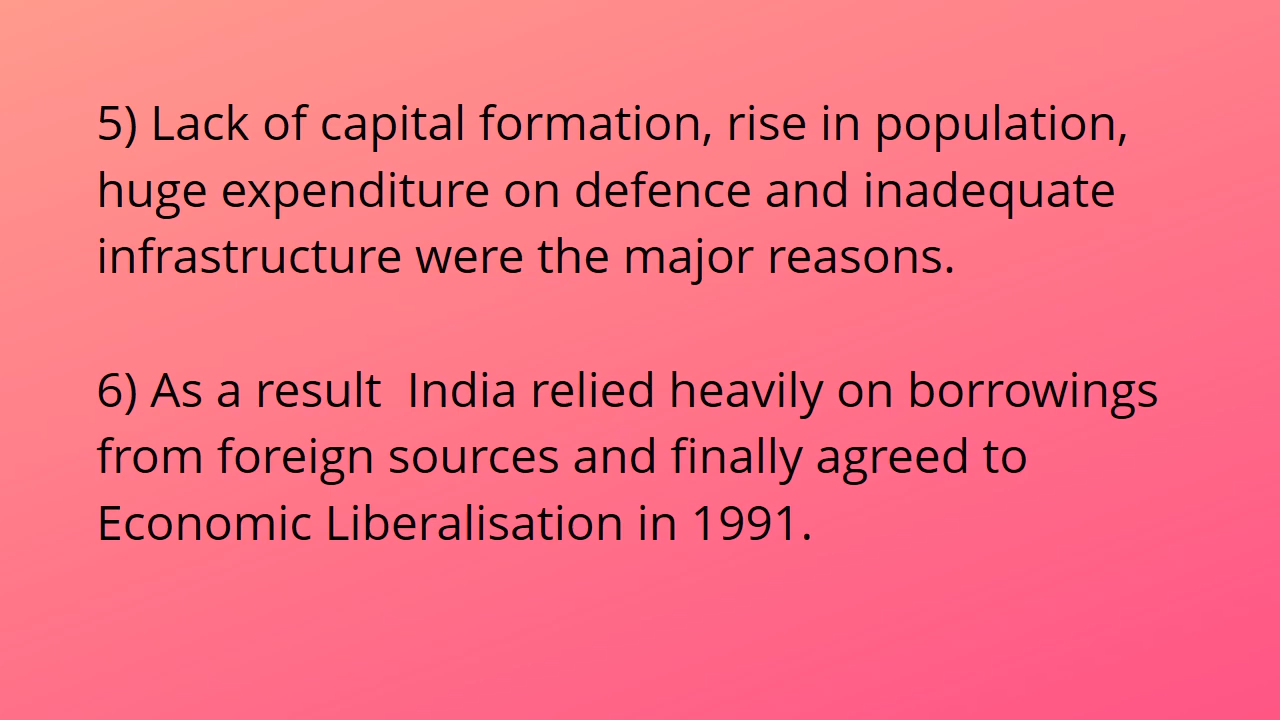 5) Lack of capital formation, rise in population,
huge expenditure on defence and inadequate
infrastructure were the major reasons.
6) As a result  India relied heavily on borrowings
from foreign sources and finally agreed to
Economic Liberalisation in 1991.